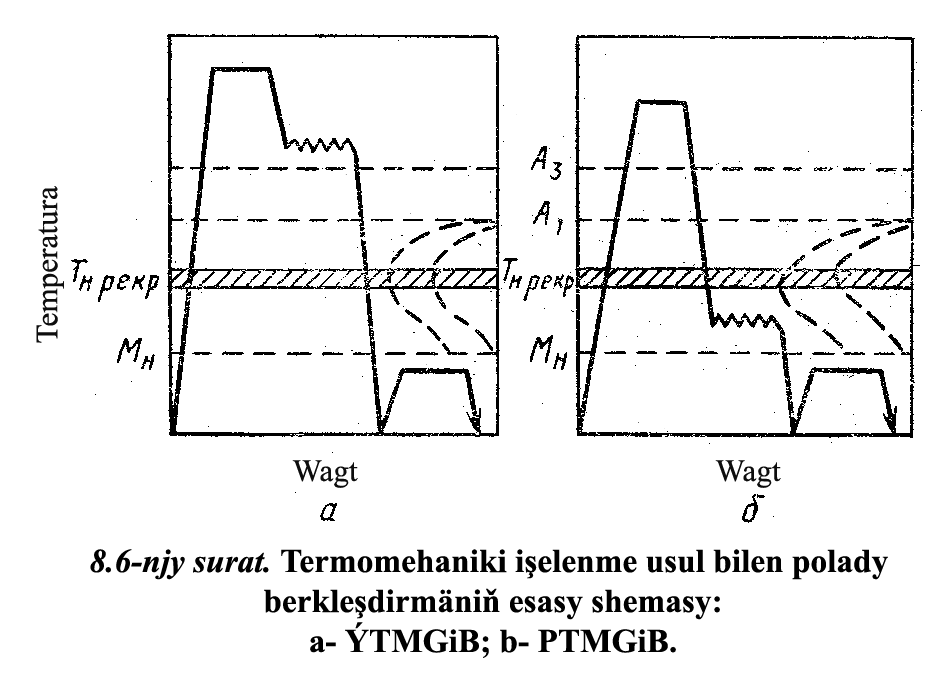 Temperatura
A₃
A₁
Tн рекр
Tн рекр
Mн
Mн
Wagt
Wagt
а
б
8.6-njy surat. Termomehaniki işelenme usul bilen polady
berkleşdirmäniň esasy shemasy:
a- ÝTMGiB; b- PTMGiB.